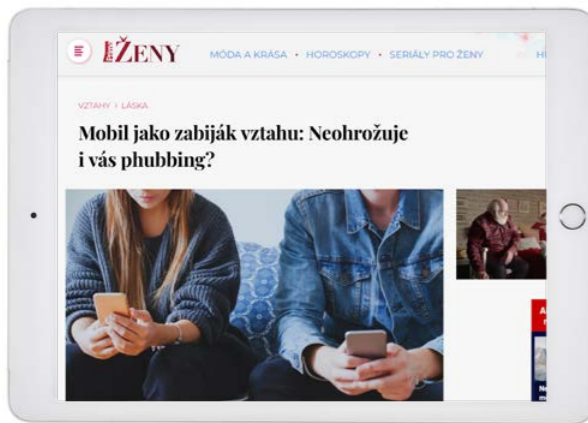 ŽENY
MÓDA A KRÁSA • HOROSKOPY • SERIÁLY PRO ŽENY
VZTAHY > LÁSKA
Mobil jako zabiják vztahu: Neohrožuje
i vás phubbing?